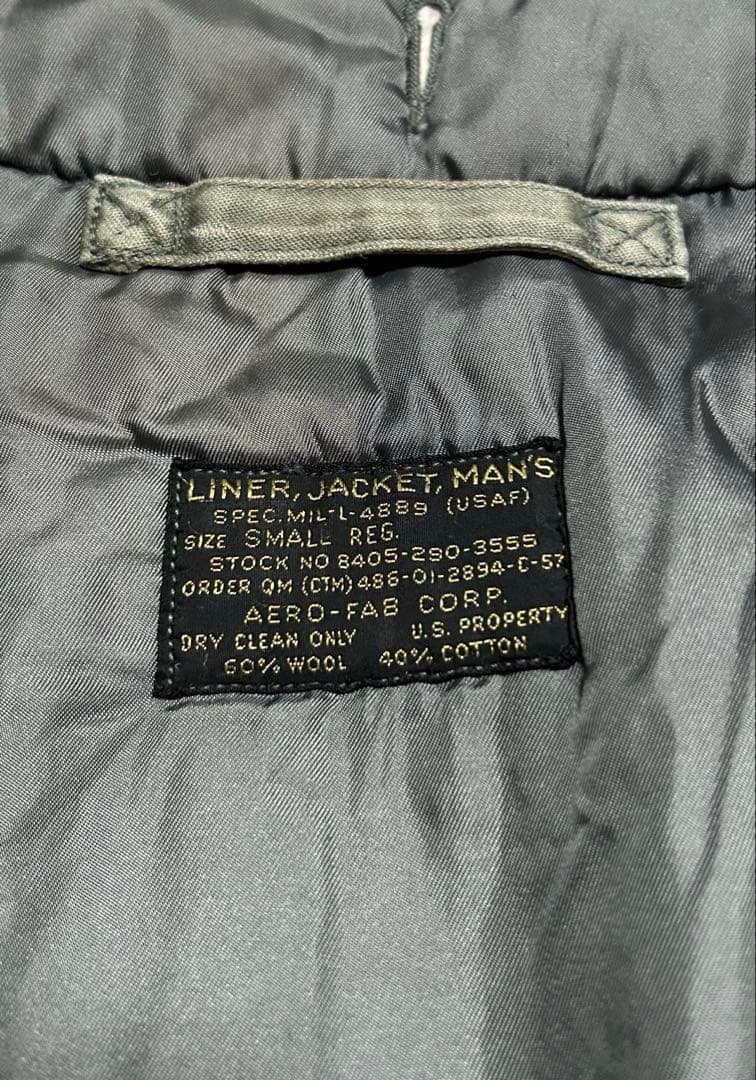 LINER, JACKET, MAN'S
SPEC. MIL-L-4889 (USAF)
SIZE SMALL REG.
STOCK NO 8405-290-3555
ORDER QM (CTM) 486-01-2894-C-57
AERO-FAB CORP.
DRY CLEAN ONLY U.S. PROPERTY
60% WOOL 40% COTTON